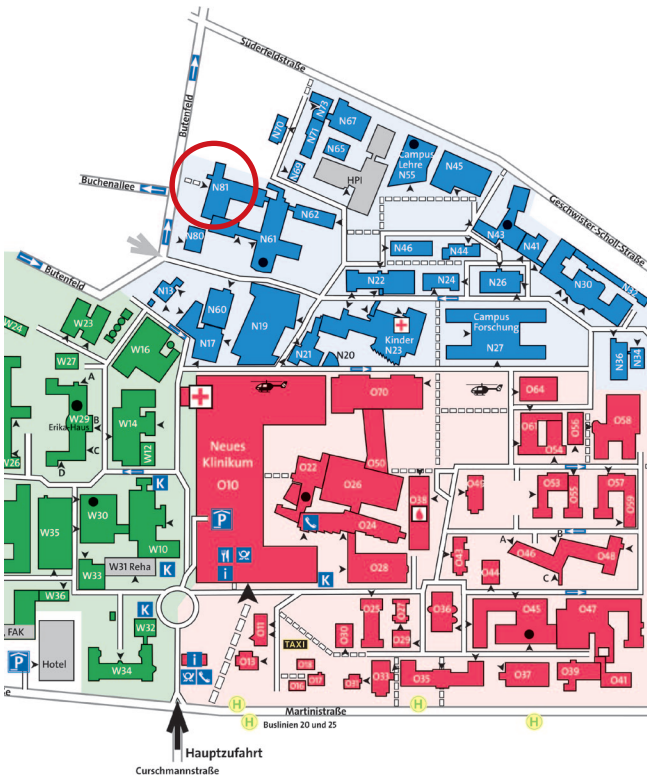 Süderfeldstraße
Butenfeld
Buchenallee
Geschwister-Scholl-Straße
N73
N67
N70
N71
N65
N69
HPI
Campus
Lehre
N55
N45
N81
N62
N80
N61
N43
N41
N46
N44
N30
N32
Butenfeld
N13
N22
N24
N26
N60
N19
N17
N21
N20
Kinder
N23
Campus
Forschung
N27
N36
N34
W24
W23
W16
W27
A
W29
Erika-Haus
B
C
D
W26
W14
W12
K
O70
O64
Neues
Klinikum
O10
O61
O56
O58
O54
O50
O22
O26
O38
O49
O53
O55
O57
O59
W35
W30
W10
P
O24
A
B
O46
O48
C
O43
W33
W31 Reha
K
i
K
O28
O44
W36
K
W32
O11
O25
O27
O36
O45
O47
FAK
O30
O29
TAXI
Hotel
P
W34
i
O13
O18
O16
O17
O31
O33
O35
O37
O39
O41
H
H
H
H
Martinistraße
Buslinien 20 und 25
Hauptzufahrt
Curschmannstraße